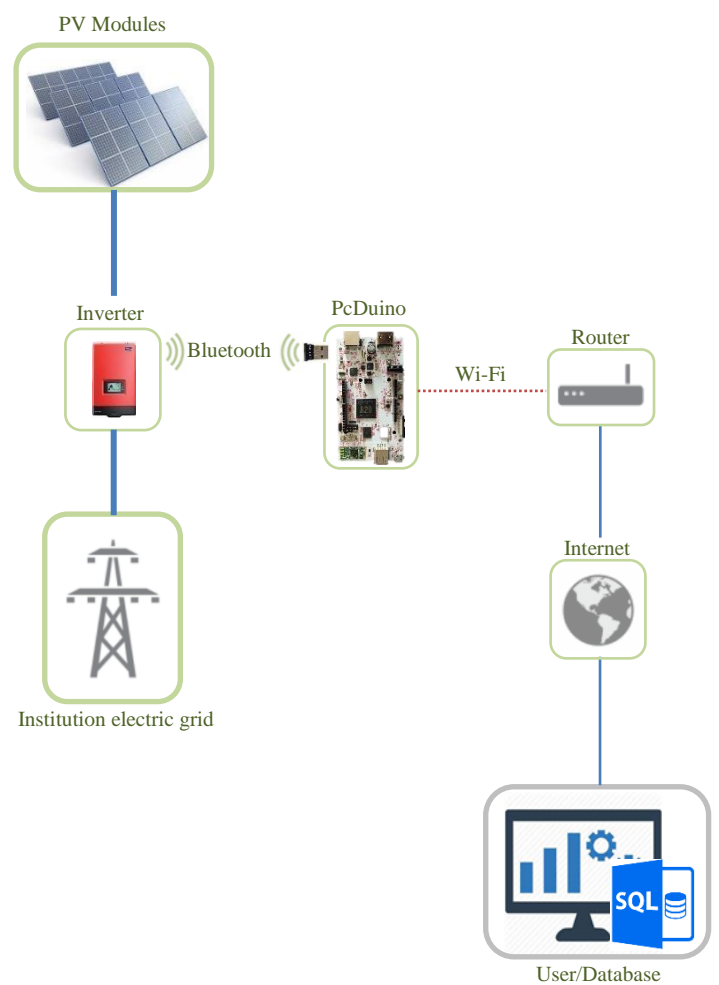 PV Modules
Inverter
Bluetooth
PcDuino
Wi-Fi
Router
Internet
Institution electric grid
SQL
User/Database